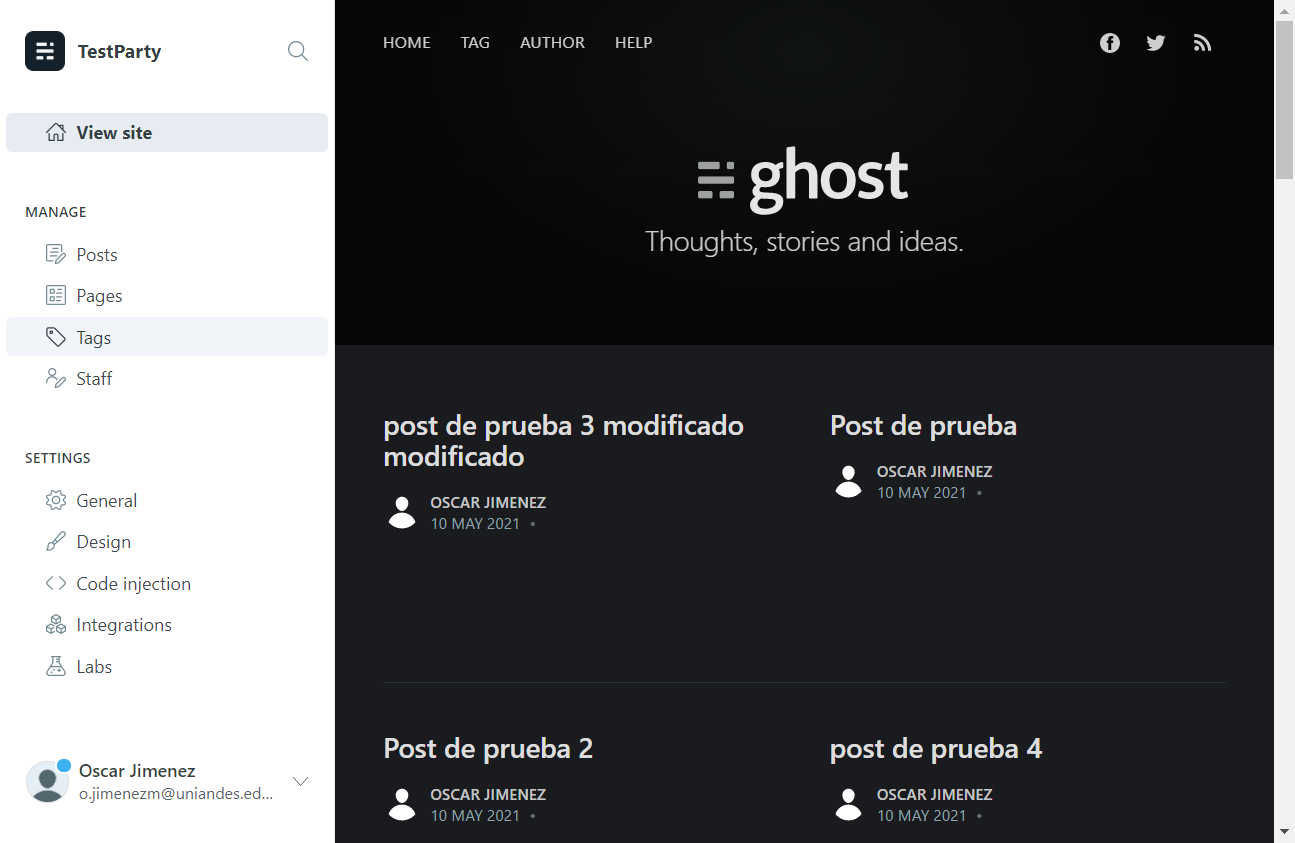 TestParty
View site
MANAGE
Posts
Pages
Tags
Staff
SETTINGS
General
Design
Code injection
Integrations
Labs
Oscar Jimenez
o.jimenezm@uniandes.ed...
HOME TAG AUTHOR HELP
ghost
Thoughts, stories and ideas.
post de prueba 3 modificado
modificado
OSCAR JIMENEZ
10 MAY 2021 •
Post de prueba
OSCAR JIMENEZ
10 MAY 2021 •
Post de prueba 2
OSCAR JIMENEZ
10 MAY 2021 •
post de prueba 4
OSCAR JIMENEZ
10 MAY 2021 •